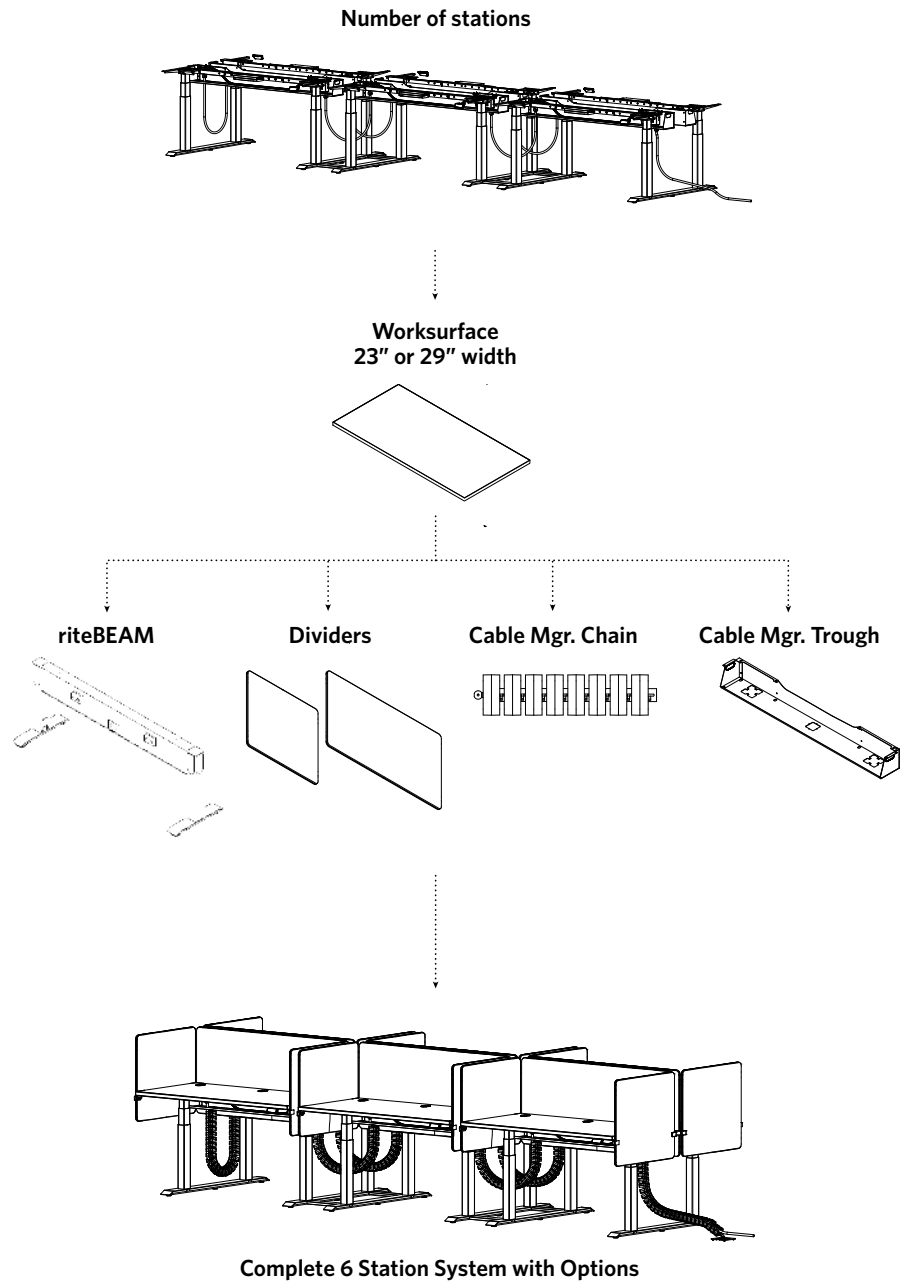 Number of stations
Worksurface
23" or 29" width
riteBEAM
Dividers
Cable Mgr. Chain
Cable Mgr. Trough
Complete 6 Station System with Options